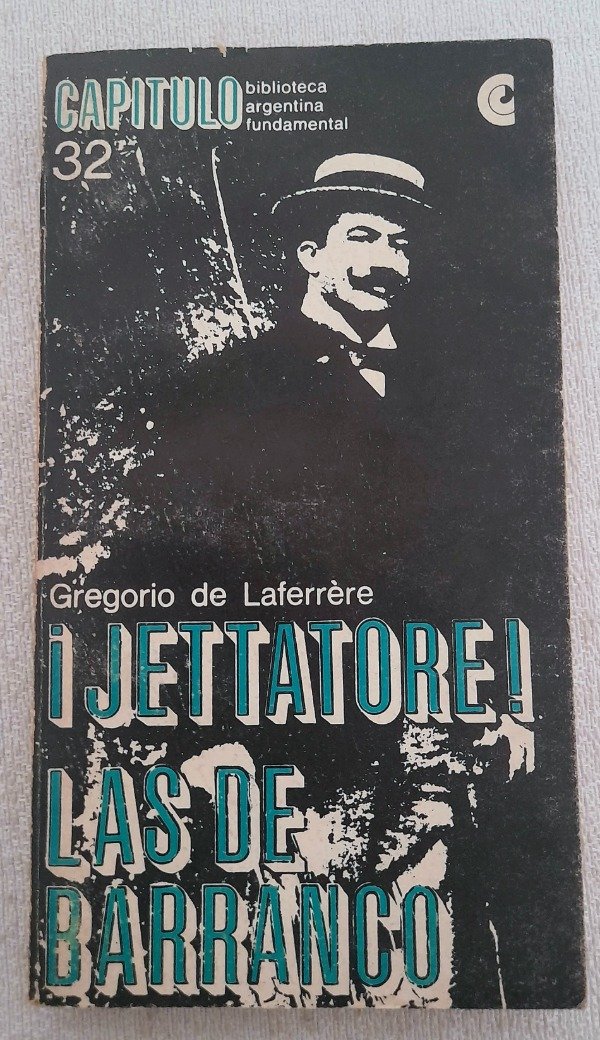 CAPITULO
biblioteca
argentina
fundamental
32
Gregorio de Laferrère
¡JETTATORE!
LAS DE
BARRANCO